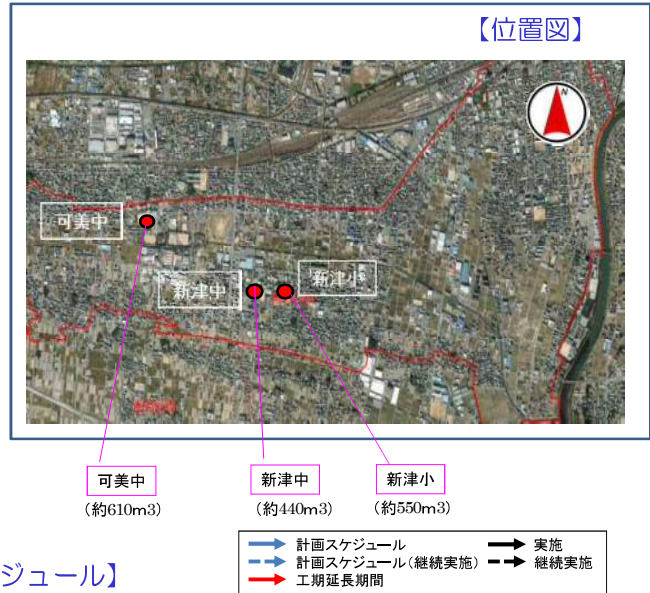 【位置図】
N
可美中
新津中
新津小
可美中
(約610m3)
新津中
(約440m3)
新津小
(約550m3)
計画スケジュール
計画スケジュール(継続実施)
工期延長期間
実施
継続実施
ジュール】